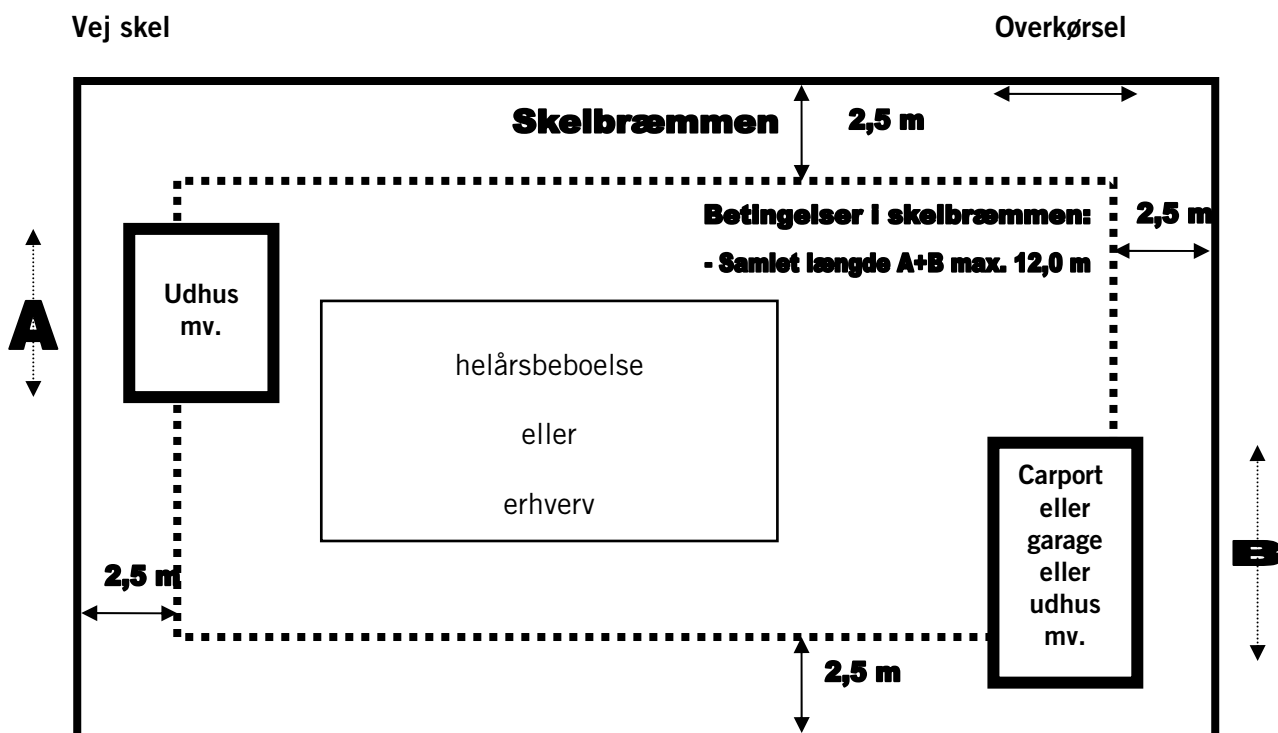 Vej skel
Overkørsel
Skelbræmmen
2,5 m
Betingelser i skelbræmmen:
2,5 m
- Samlet længde A+B max. 12,0 m
A
Udhus
mv.
helårsbeboelse
eller
erhverv
Carport
eller
garage
eller
udhus
mv.
B
2,5 m
2,5 m